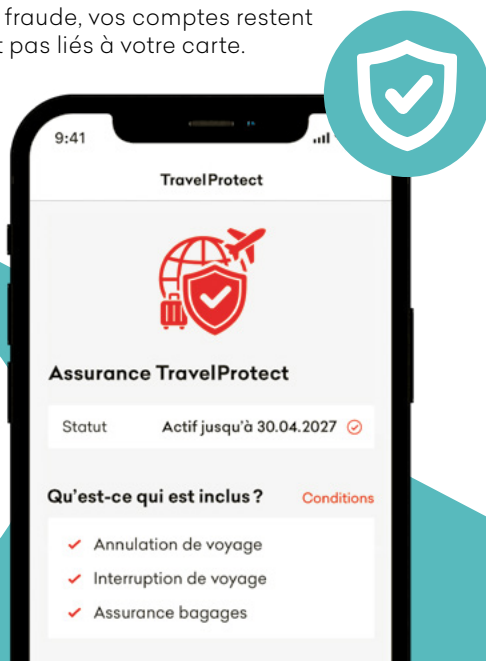 fraude, vos comptes restent
t pas liés à votre carte.
9:41
TravelProtect
Assurance TravelProtect
Statut Actif jusqu'à 30.04.2027
Qu'est-ce qui est inclus ? Conditions
Annulation de voyage
Interruption de voyage
Assurance bagages